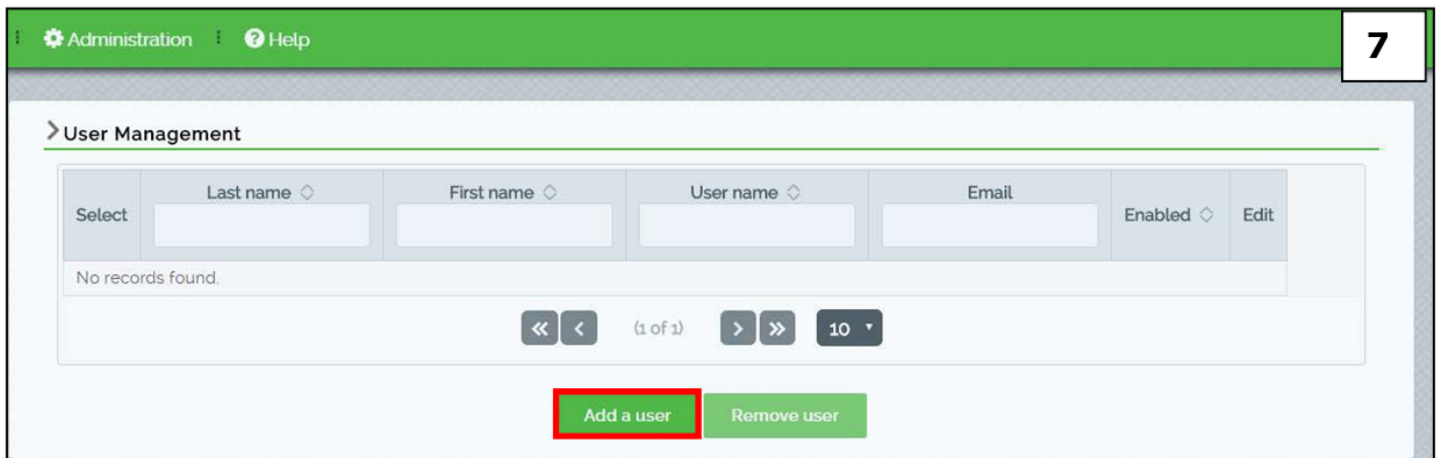 Administration Help
7
User Management
Select Last name First name User name Email Enabled Edit
No records found.
(1 of 1) 10
Add a user Remove user